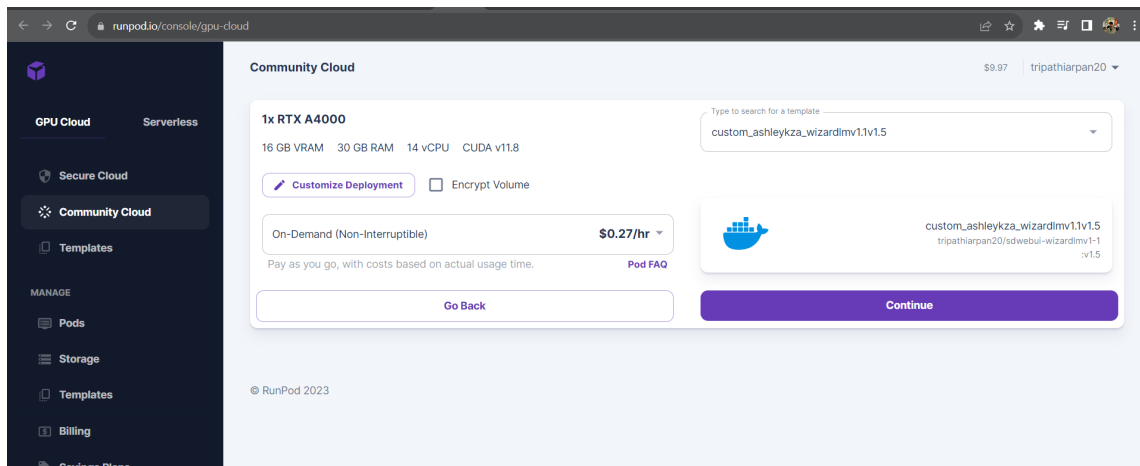 runpod.io/console/gpu-cloud
Community Cloud
$9.97 tripathiarpan20
GPU Cloud Serverless
Secure Cloud
Community Cloud
Templates
MANAGE
Pods
Storage
Templates
Billing
Savings Plans
1x RTX A4000
16 GB VRAM 30 GB RAM 14 vCPU CUDA v11.8
Customize Deployment Encrypt Volume
On-Demand (Non-Interruptible) $0.27/hr
Pay as you go, with costs based on actual usage time. Pod FAQ
Go Back
Type to search for a template
custom_ashleykza_wizardlmv1.1v1.5
custom_ashleykza_wizardlmv1.1v1.5
tripathiarpan20/sdwebui-wizardlmv1-1
:v1.5
Continue
© RunPod 2023